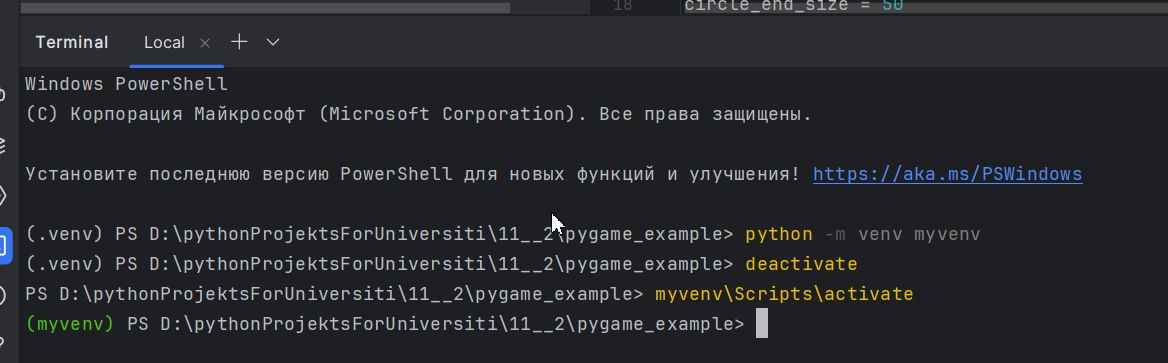 18 circle_end_size = 50
Terminal Local × + 
Windows PowerShell
(C) Корпорация Майкрософт (Microsoft Corporation). Все права защищены.
Установите последнюю версию PowerShell для новых функций и улучшения! https://aka.ms/PSWindows
(.venv) PS D:\pythonProjektsForUniversiti\11__2\pygame_example> python -m venv myvenv
(.venv) PS D:\pythonProjektsForUniversiti\11__2\pygame_example> deactivate
PS D:\pythonProjektsForUniversiti\11__2\pygame_example> myvenv\Scripts\activate
(myvenv) PS D:\pythonProjektsForUniversiti\11__2\pygame_example>